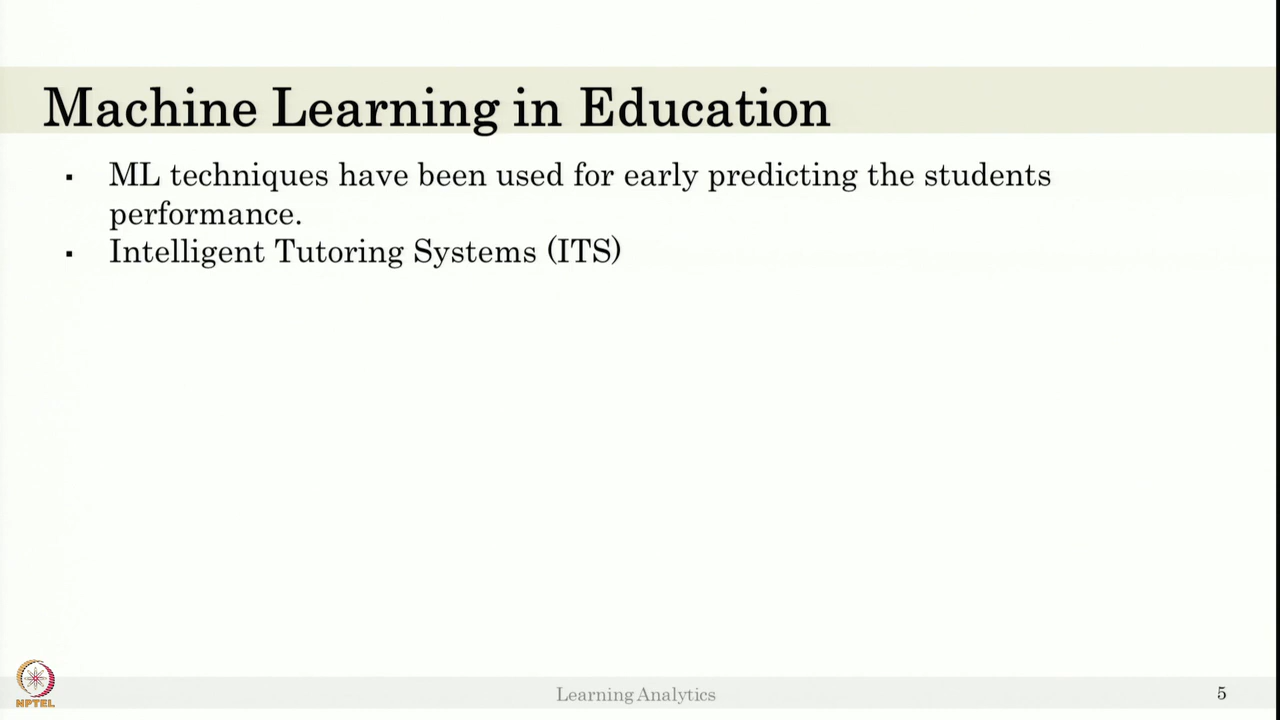 Machine Learning in Education
▪ ML techniques have been used for early predicting the students
performance.
▪ Intelligent Tutoring Systems (ITS)
NPTEL
Learning Analytics
5